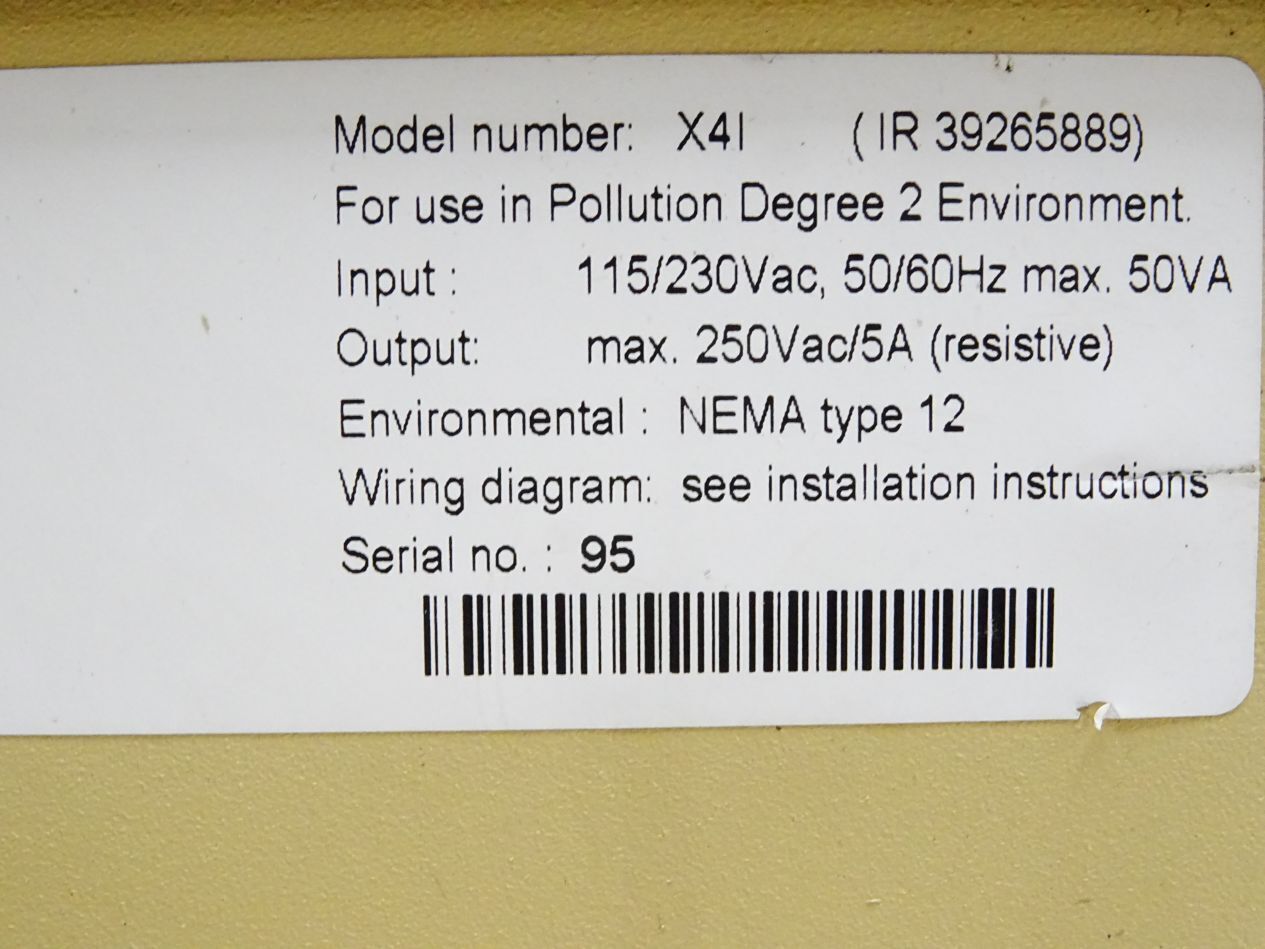 Model number: X4I ( IR 39265889)
For use in Pollution Degree 2 Environment.
Input : 115/230Vac, 50/60Hz max. 50VA
Output: max. 250Vac/5A (resistive)
Environmental : NEMA type 12
Wiring diagram: see installation instructions
Serial no. : 95